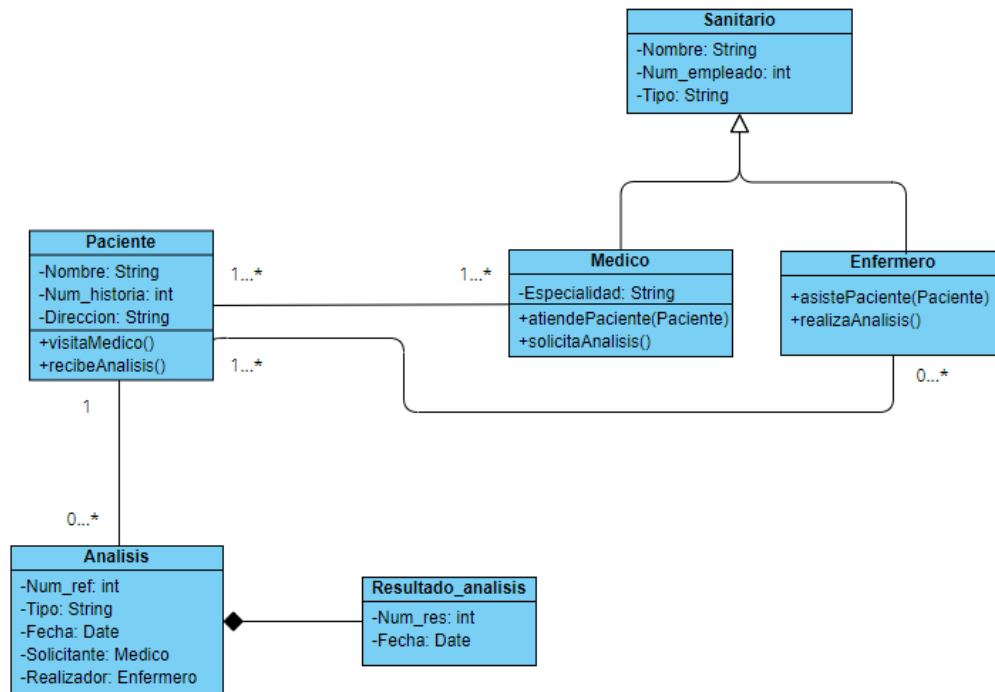 Sanitario
-Nombre: String
-Num_empleado: int
-Tipo: String
Paciente
-Nombre: String
-Num_historia: int
-Direccion: String
+visitaMedico()
+recibeAnalisis()
1...*
1...*
Medico
-Especialidad: String
+atiendePaciente(Paciente)
+solicitaAnalisis()
Enfermero
+asistePaciente(Paciente)
+realizaAnalisis()
1...*
0...*
1
0...*
Analisis
-Num_ref: int
-Tipo: String
-Fecha: Date
-Solicitante: Medico
-Realizador: Enfermero
Resultado_analisis
-Num_res: int
-Fecha: Date